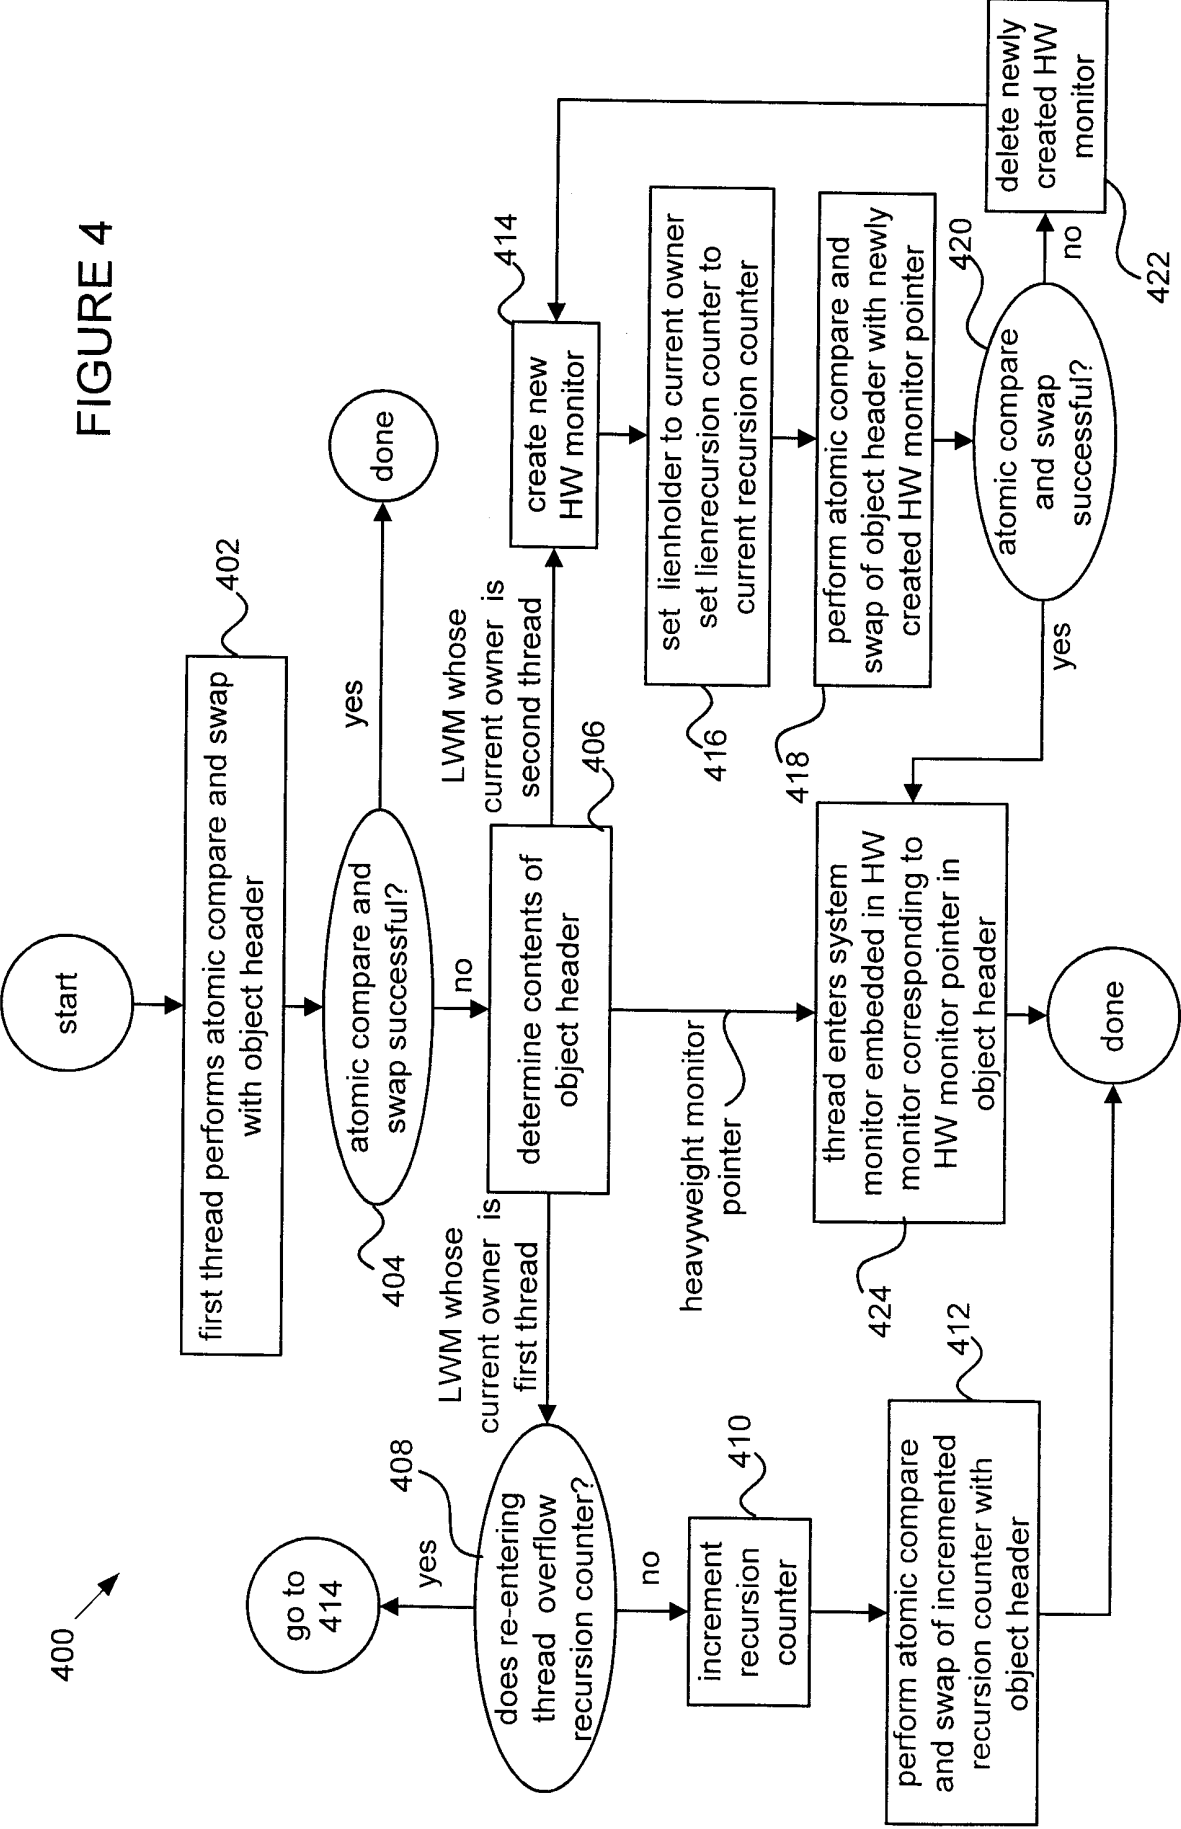 FIGURE 4
400
start
first thread performs atomic compare and swap
with object header
402
atomic compare and
swap successful?
404
yes
done
no
determine contents of
object header
406
LWM whose
current owner is
first thread
LWM whose
current owner is
second thread
heavyweight monitor
pointer
does re-entering
thread overflow
recursion counter?
408
yes
go to
414
no
increment
recursion
counter
410
perform atomic compare
and swap of incremented
recursion counter with
object header
412
create new
HW monitor
414
set lienholder to current owner
set lienrecursion counter to
current recursion counter
416
perform atomic compare and
swap of object header with newly
created HW monitor pointer
418
atomic compare
and swap
successful?
420
no
delete newly
created HW
monitor
422
yes
thread enters system
monitor embedded in HW
monitor corresponding to
HW monitor pointer in
object header
424
done